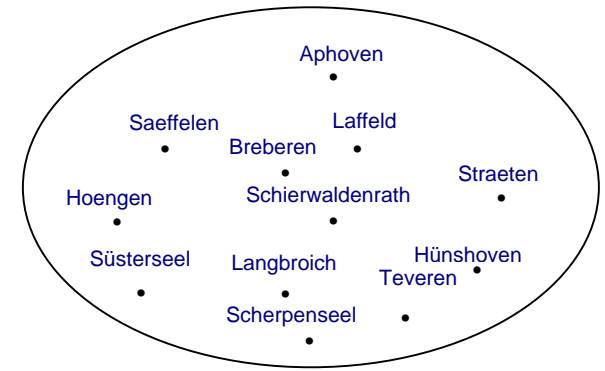 Aphoven
Saeffelen
Laffeld
Breberen
Straeten
Hoengen
Schierwaldenrath
Süsterseel
Langbroich
Hünshoven
Teveren
Scherpenseel